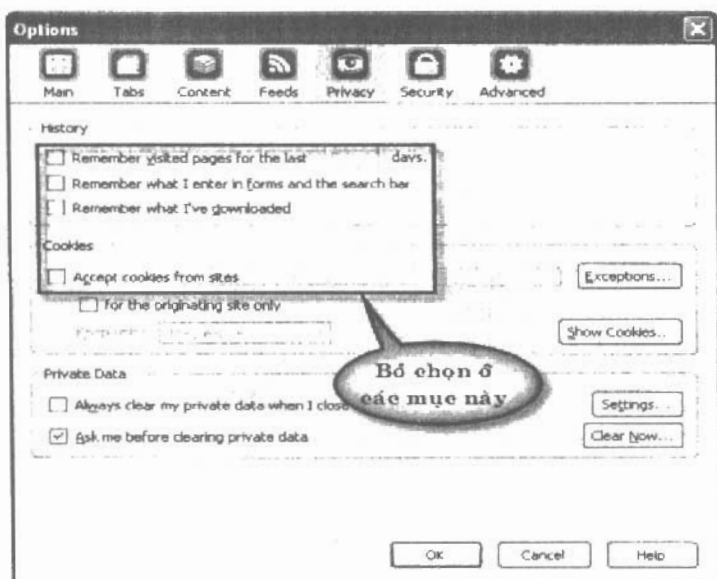 Options
Main Tabs Content Feeds Privacy Security Advanced
History
Remember visited pages for the last days.
Remember what I enter in forms and the search bar
Remember what I've downloaded
Cookies
Accept cookies from sites Exceptions...
for the originating site only
Show Cookies...
Bỏ chọn ở
các mục này
Private Data
Always clear my private data when I close
Settings...
Ask me before clearing private data Clear Now...
OK Cancel Help